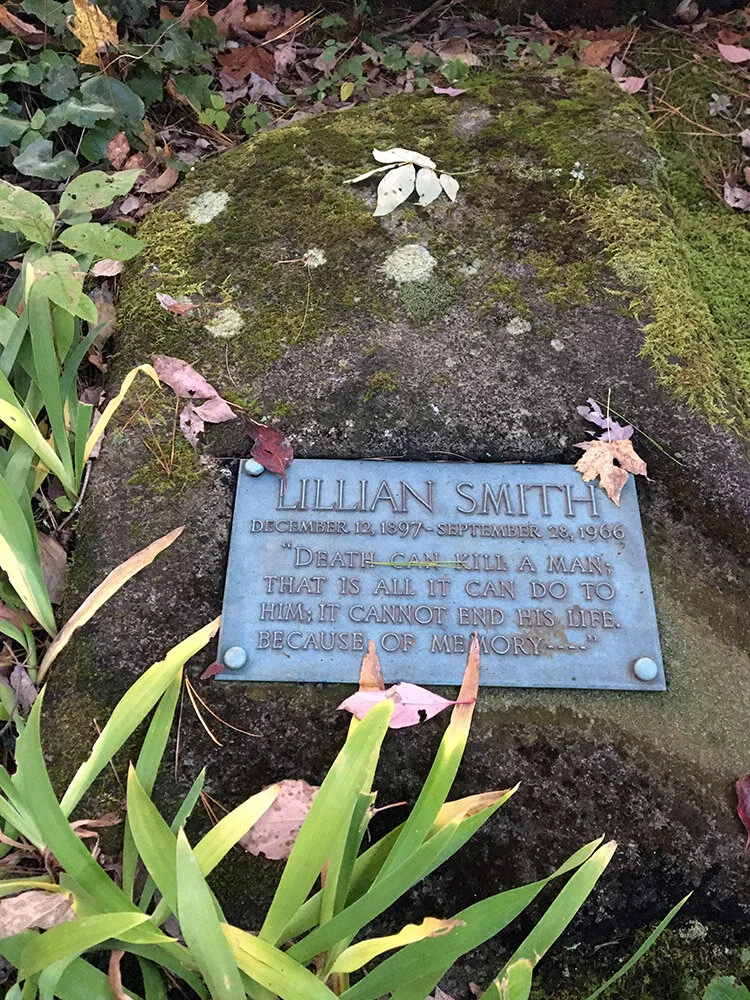 LILLIAN SMITH
DECEMBER 12, 1897-SEPTEMBER 28, 1966
"DEATH CAN KILL A MAN;
THAT IS ALL IT CAN DO TO
HIM; IT CANNOT END HIS LIFE.
BECAUSE OF MEMORY----"